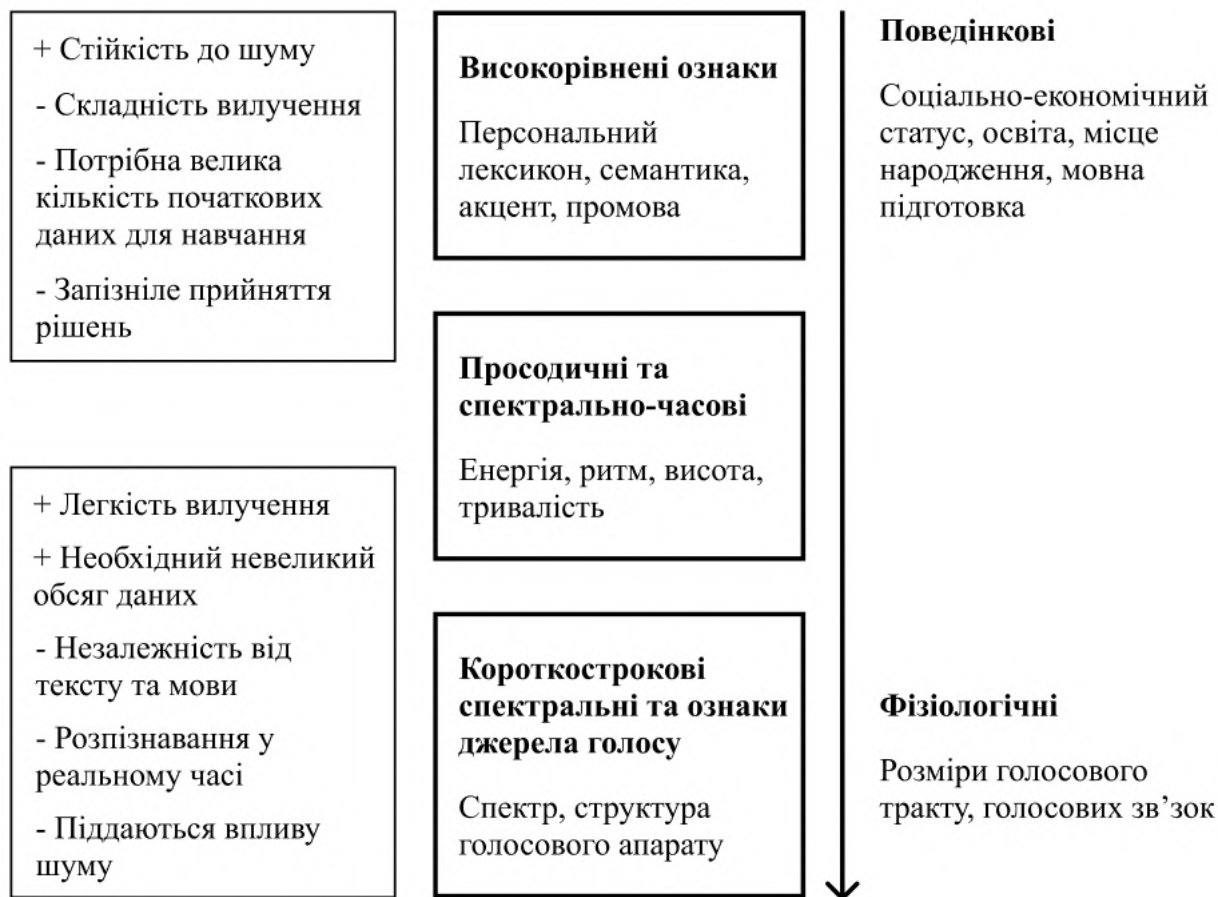 + Стійкість до шуму
- Складність вилучення
- Потрібна велика
кількість початкових
даних для навчання
- Запізніле прийняття
рішень
+ Легкість вилучення
+ Необхідний невеликий
обсяг даних
- Незалежність від
тексту та мови
- Розпізнавання у
реальному часі
- Піддаються впливу
шуму
Високорівнені ознаки
Персональний
лексикон, семантика,
акцент, промова
Просодичні та
спектрально-часові
Енергія, ритм, висота,
тривалість
Короткострокові
спектральні та ознаки
джерела голосу
Спектр, структура
голосового апарату
Поведінкові
Соціально-економічний
статус, освіта, місце
народження, мовна
підготовка
Фізіологічні
Розміри голосового
тракту, голосових зв’зок